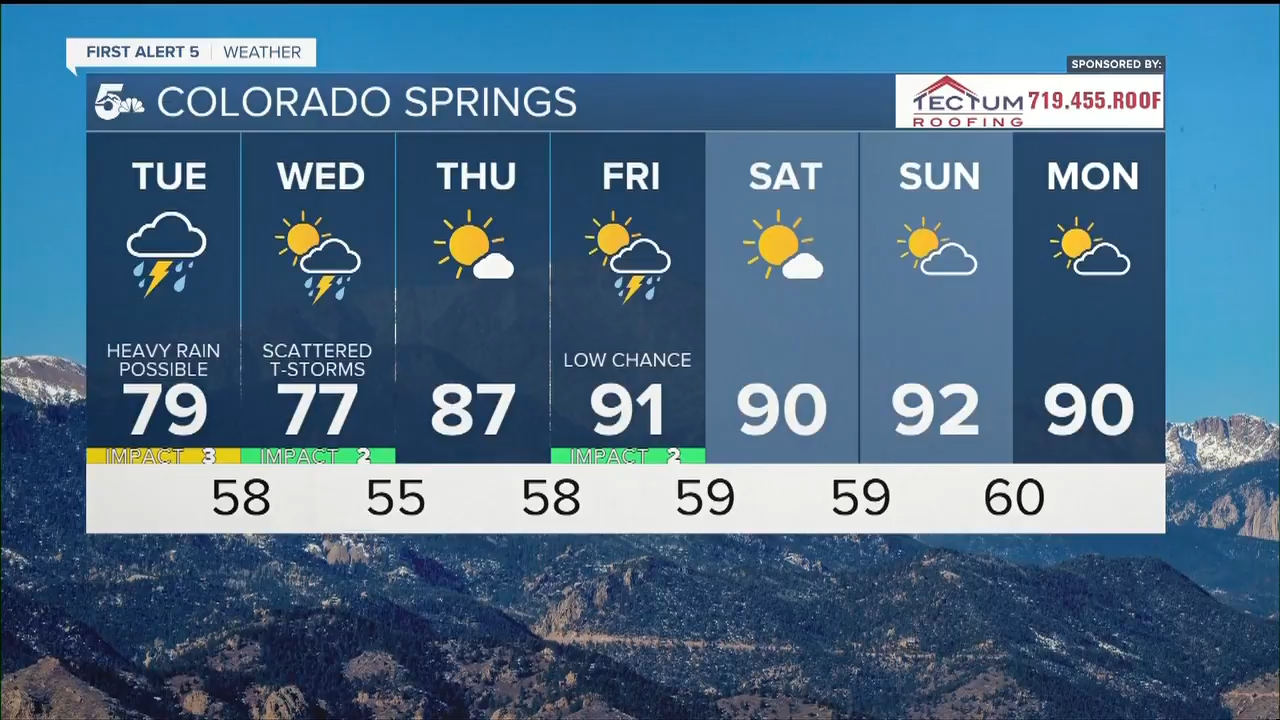 FIRST ALERT 5 | WEATHER
SPONSORED BY:
5 COLORADO SPRINGS
TECTUM 719.455.ROOF
ROOFING
TUE WED THU FRI SAT SUN MON
HEAVY RAIN SCATTERED
POSSIBLE T-STORMS LOW CHANCE
79 77 87 91 90 92 90
IMPACT 3 IMPACT 2 IMPACT 2
58 55 58 59 59 60